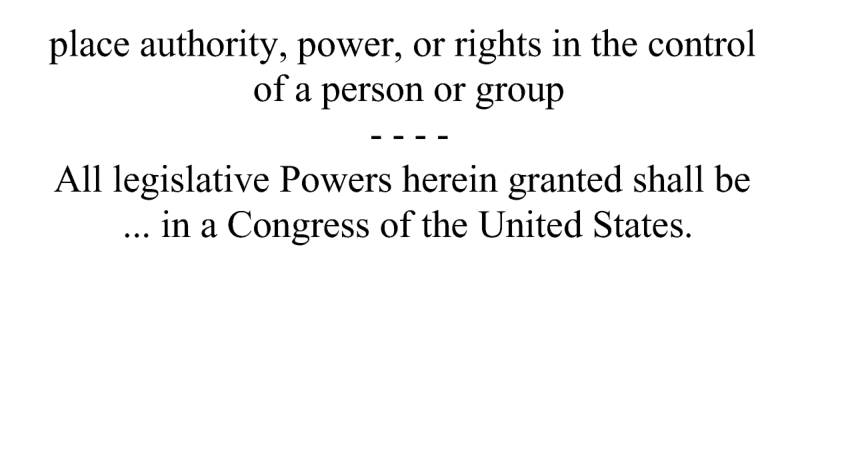 place authority, power, or rights in the control
of a person or group
- - - -
All legislative Powers herein granted shall be
... in a Congress of the United States.